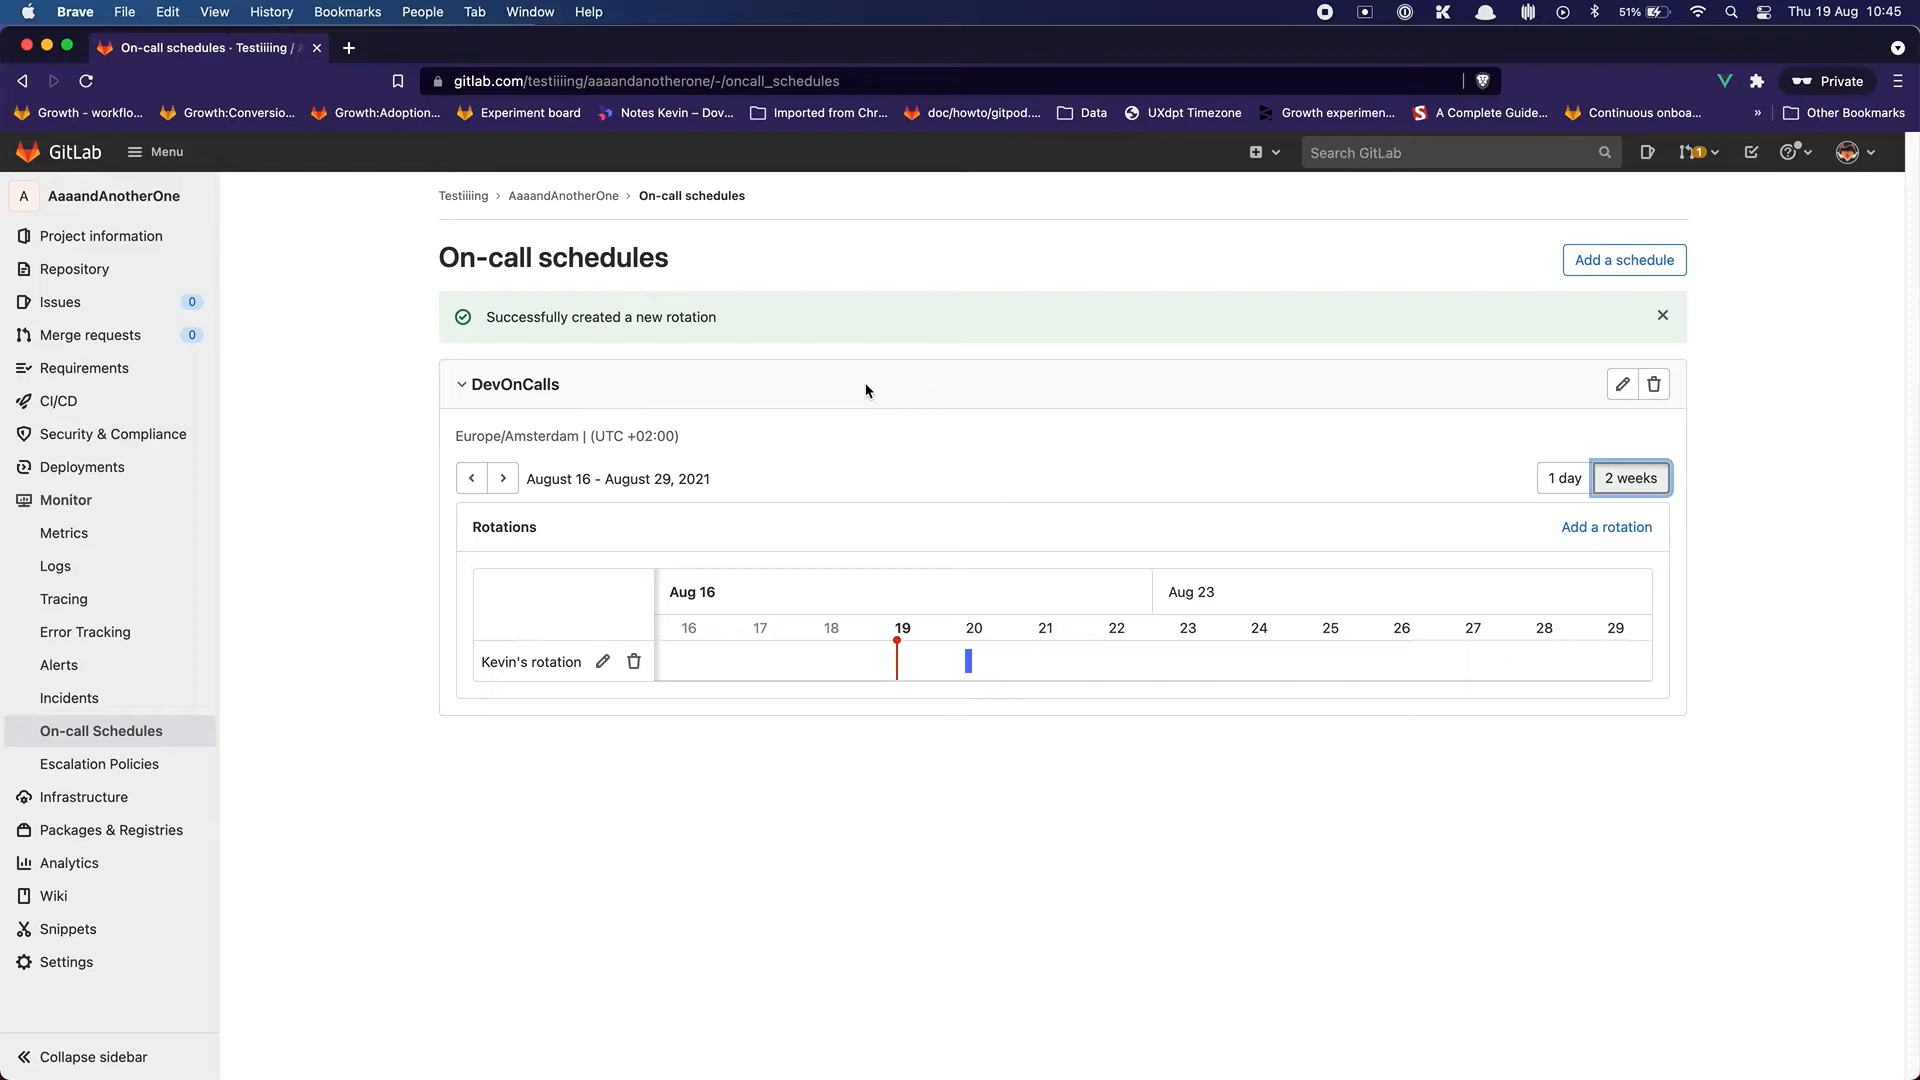 Brave File Edit View History Bookmarks People Tab Window Help 51% Thu 19 Aug 10:45
On-call schedules · Testiiiing /
gitlab.com/testiiiing/aaaandanotherone/-/oncall_schedules Private
Growth - workflo... Growth:Conversio... Growth:Adoption... Experiment board Notes Kevin – Dov... Imported from Chr... doc/howto/gitpod.... Data UXdpt Timezone Growth experimen... A Complete Guide... Continuous onboa... » Other Bookmarks
GitLab Menu Search GitLab 1
A AaaandAnotherOne
Project information
Repository
Issues 0
Merge requests 0
Requirements
CI/CD
Security & Compliance
Deployments
Monitor
Metrics
Logs
Tracing
Error Tracking
Alerts
Incidents
On-call Schedules
Escalation Policies
Infrastructure
Packages & Registries
Analytics
Wiki
Snippets
Settings
Collapse sidebar
Testiiiing › AaaandAnotherOne › On-call schedules
On-call schedules
Add a schedule
Successfully created a new rotation
DevOnCalls
Europe/Amsterdam | (UTC +02:00)
August 16 - August 29, 2021
1 day 2 weeks
Rotations
Add a rotation
Aug 16 Aug 23
16 17 18 19 20 21 22 23 24 25 26 27 28 29
Kevin's rotation